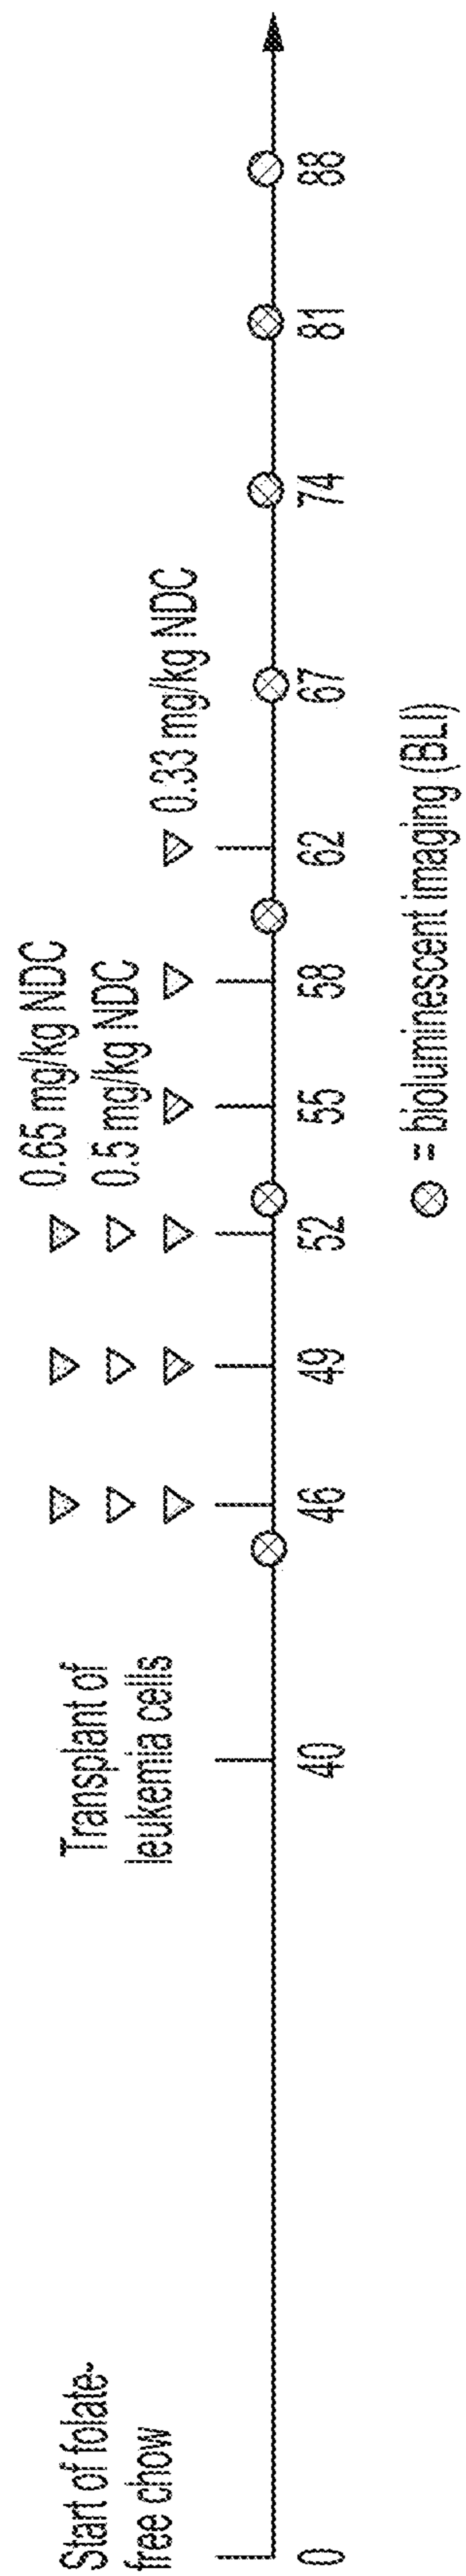 Start of folate-
free chow
Transplant of
leukemia cells
0.65 mg/kg NDC
0.5 mg/kg NDC
0.33 mg/kg NDC
0
40
46
49
52
55
58
62
67
74
81
88
= bioluminescent imaging (BLI)